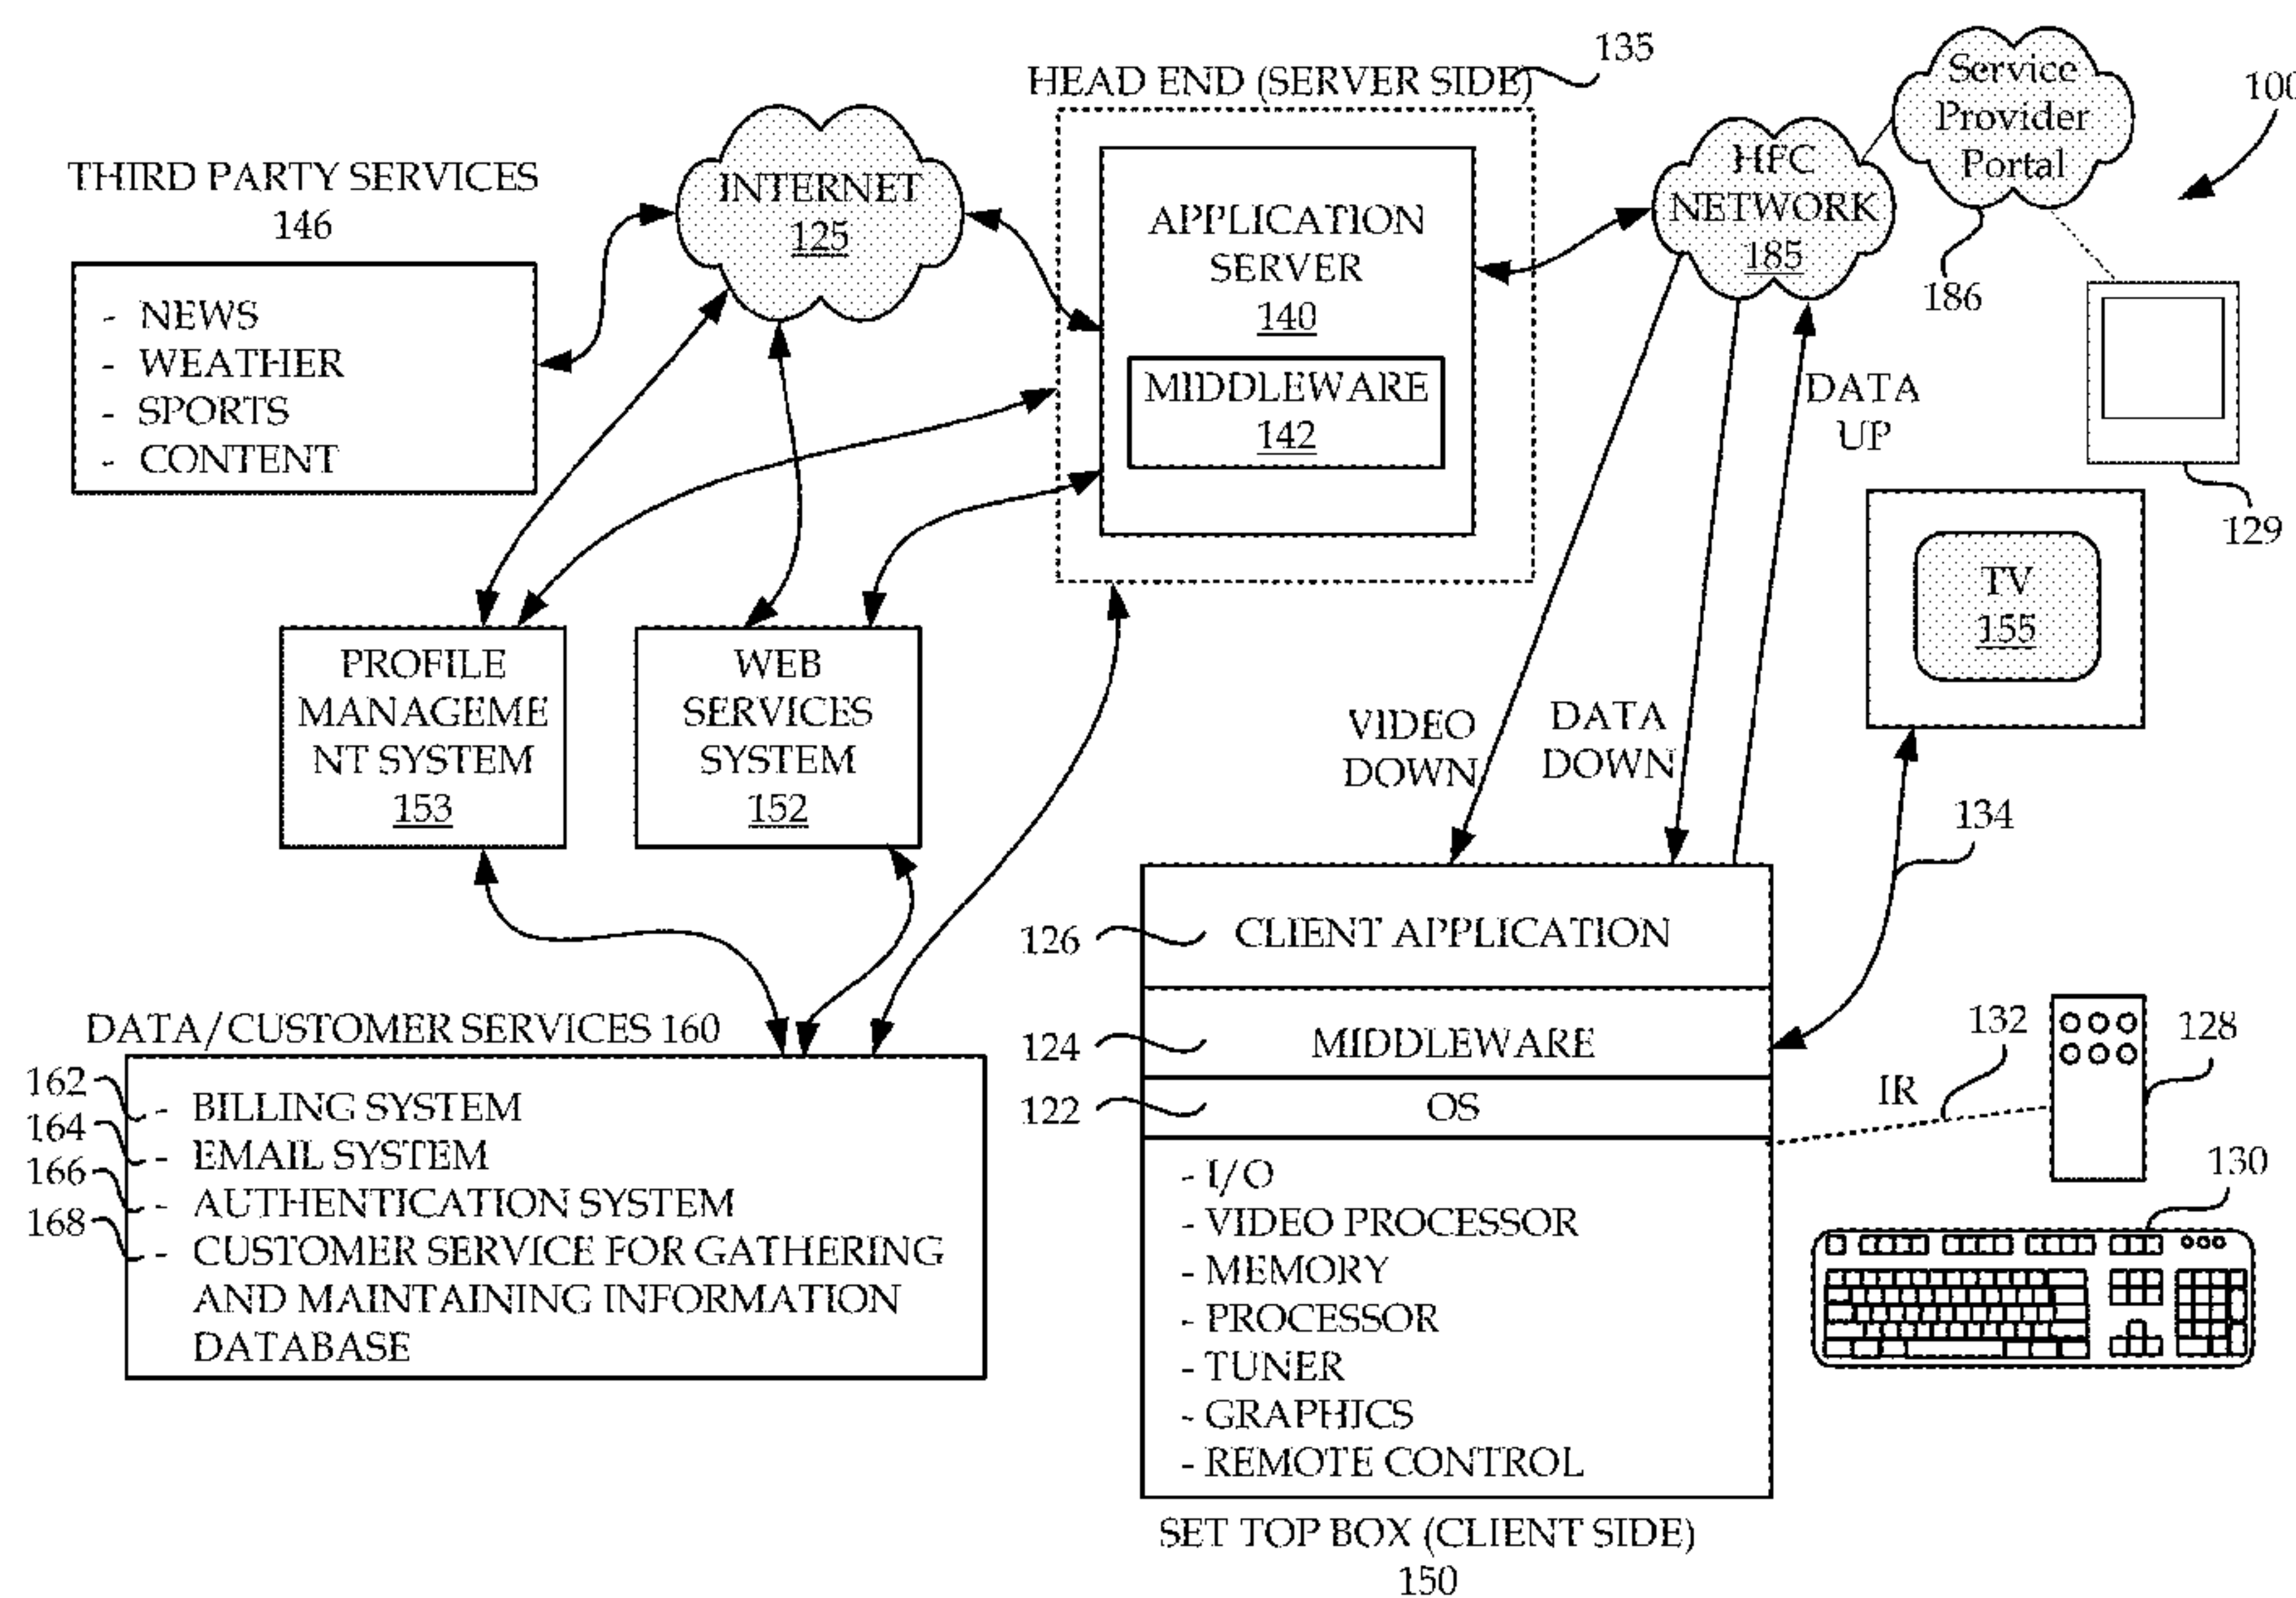 135
HEAD END (SERVER SIDE)
Service
Provider
Portal
100
186
129
THIRD PARTY SERVICES
146
- NEWS
- WEATHER
- SPORTS
- CONTENT
INTERNET
125
APPLICATION
SERVER
140
MIDDLEWARE
142
HFC
NETWORK
185
DATA
UP
VIDEO
DOWN
DATA
DOWN
TV
155
134
PROFILE
MANAGEME
NT SYSTEM
153
WEB
SERVICES
SYSTEM
152
DATA/CUSTOMER SERVICES 160
162
- BILLING SYSTEM
164
- EMAIL SYSTEM
166
- AUTHENTICATION SYSTEM
168
- CUSTOMER SERVICE FOR GATHERING
AND MAINTAINING INFORMATION
DATABASE
126
CLIENT APPLICATION
124
MIDDLEWARE
122
OS
- I/O
- VIDEO PROCESSOR
- MEMORY
- PROCESSOR
- TUNER
- GRAPHICS
- REMOTE CONTROL
SET TOP BOX (CLIENT SIDE)
150
IR
132
128
130